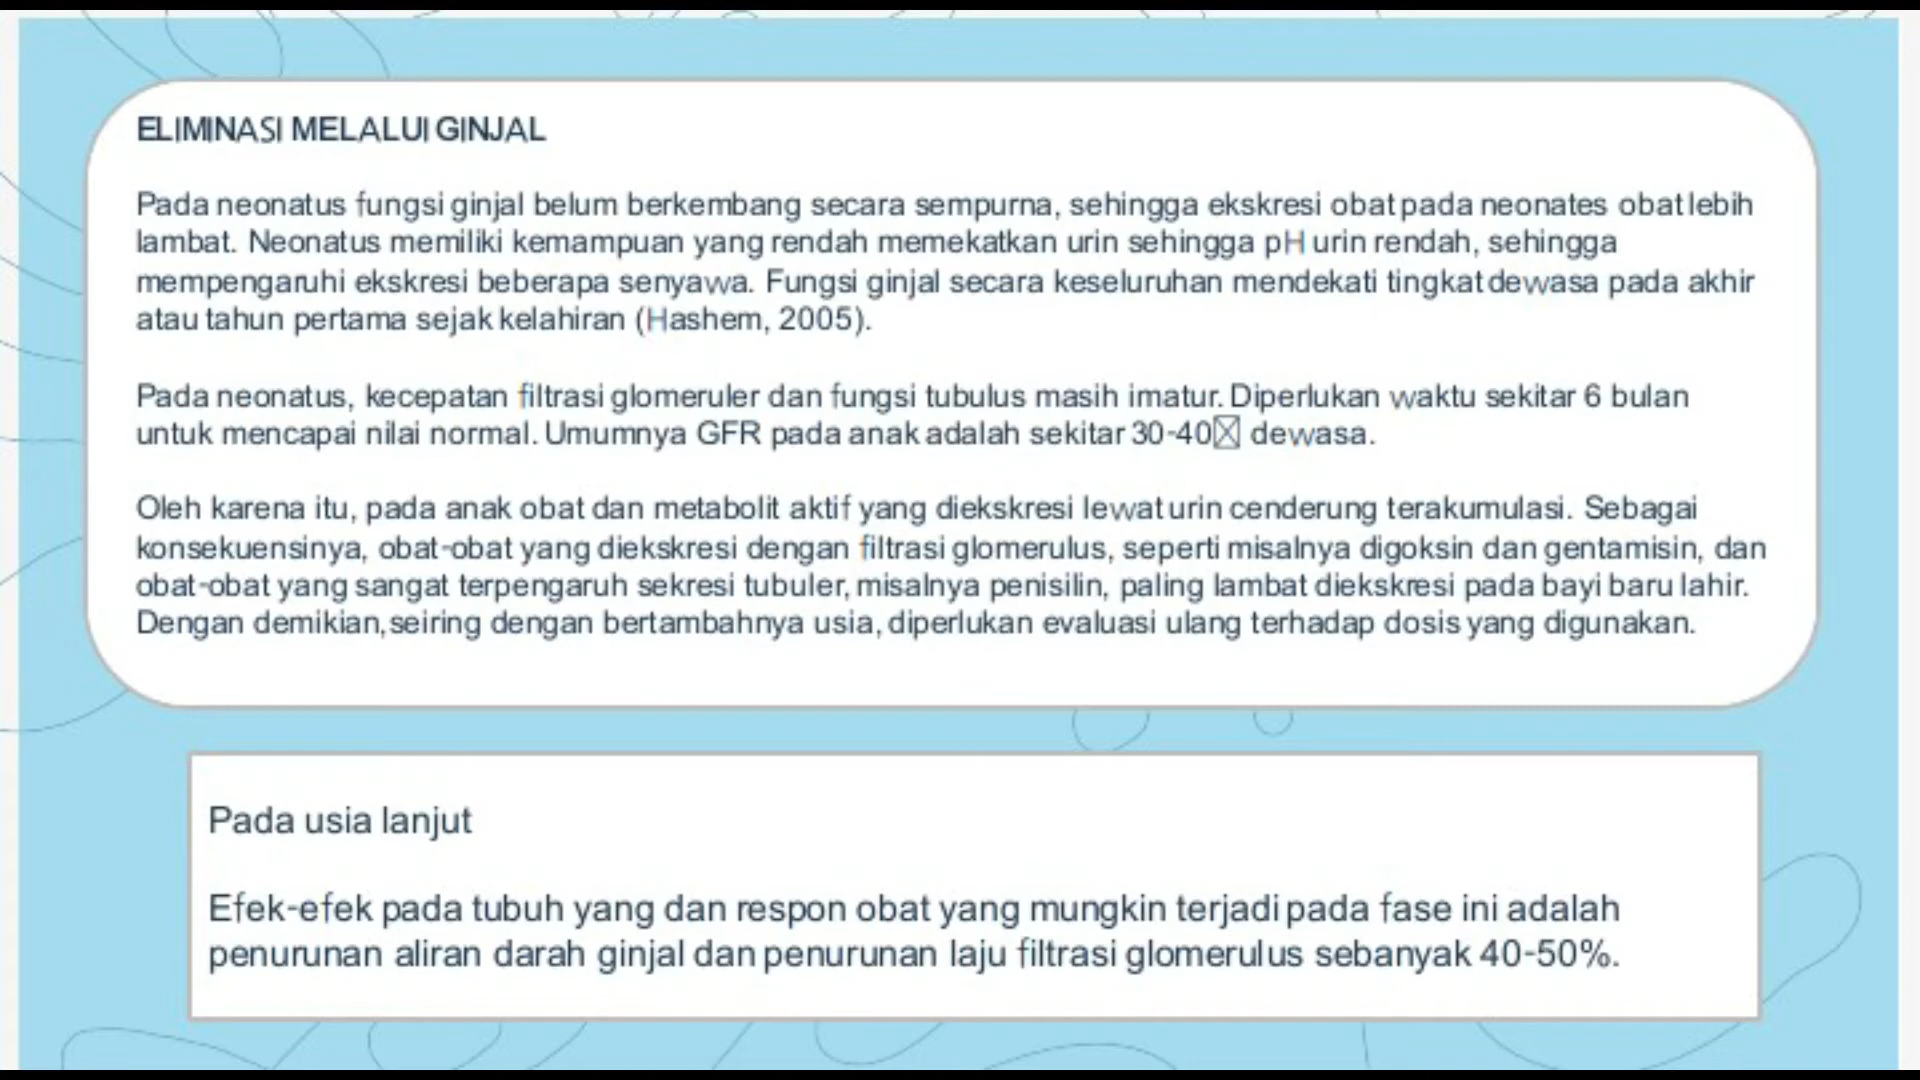 ELIMINASI MELALUI GINJAL
Pada neonatus fungsi ginjal belum berkembang secara sempurna, sehingga ekskresi obat pada neonates obat lebih
lambat. Neonatus memiliki kemampuan yang rendah memekatkan urin sehingga pH urin rendah, sehingga
mempengaruhi ekskresi beberapa senyawa. Fungsi ginjal secara keseluruhan mendekati tingkat dewasa pada akhir
atau tahun pertama sejak kelahiran (Hashem, 2005).
Pada neonatus, kecepatan filtrasi glomeruler dan fungsi tubulus masih imatur. Diperlukan waktu sekitar 6 bulan
untuk mencapai nilai normal. Umumnya GFR pada anak adalah sekitar 30-40☒ dewasa.
Oleh karena itu, pada anak obat dan metabolit aktif yang diekskresi lewat urin cenderung terakumulasi. Sebagai
konsekuensinya, obat-obat yang diekskresi dengan filtrasi glomerulus, seperti misalnya digoksin dan gentamisin, dan
obat-obat yang sangat terpengaruh sekresi tubuler, misalnya penisilin, paling lambat diekskresi pada bayi baru lahir.
Dengan demikian, seiring dengan bertambahnya usia, diperlukan evaluasi ulang terhadap dosis yang digunakan.
Pada usia lanjut
Efek-efek pada tubuh yang dan respon obat yang mungkin terjadi pada fase ini adalah
penurunan aliran darah ginjal dan penurunan laju filtrasi glomerulus sebanyak 40-50%.